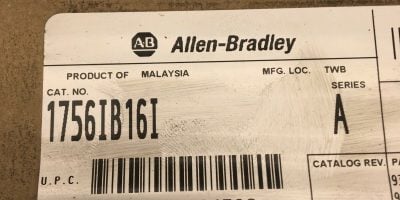 AB Allen-Bradley
PRODUCT OF MALAYSIA MFG. LOC. TWB
CAT. NO. SERIES
1756IB16I A
U.P.C.
CATALOG REV.